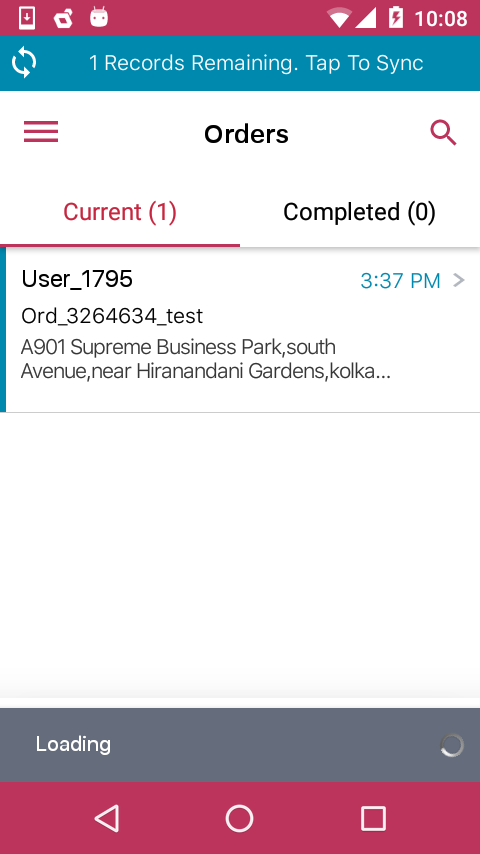 10:08
1 Records Remaining. Tap To Sync
Orders
Current (1)
Completed (0)
User_1795
3:37 PM
Ord_3264634_test
A901 Supreme Business Park,south
Avenue,near Hiranandani Gardens,kolka...
Loading